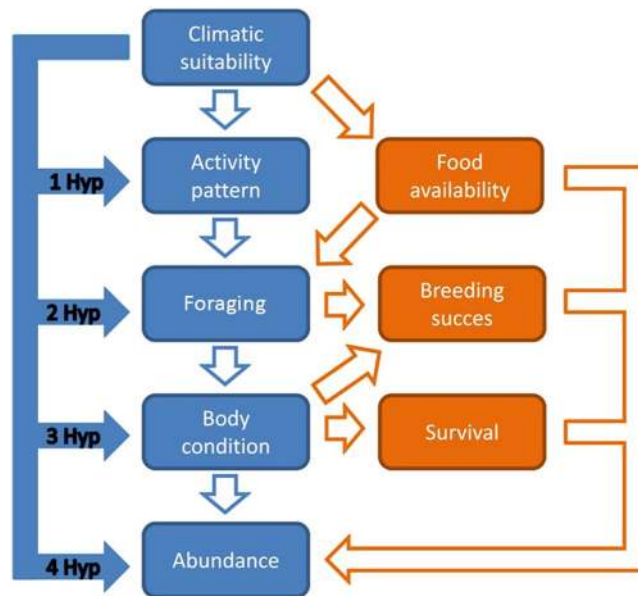 Climatic
suitability
1 Hyp
Activity
pattern
Food
availability
2 Hyp
Foraging
Breeding
succes
3 Hyp
Body
condition
Survival
4 Hyp
Abundance